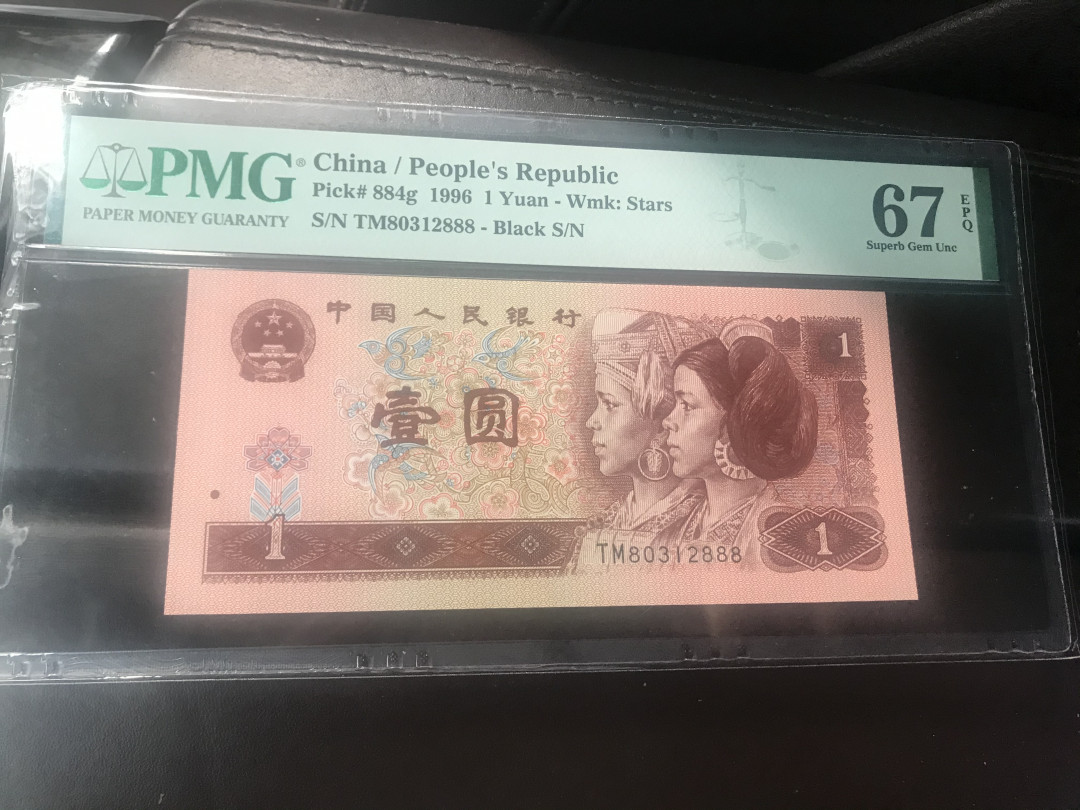 PMG®
PAPER MONEY GUARANTY
China / People's Republic
Pick# 884g 1996 1 Yuan - Wmk: Stars
S/N TM80312888 - Black S/N
67
EPQ
Superb Gem Unc
中国人民银行
1
壹圆
1
TM80312888
1